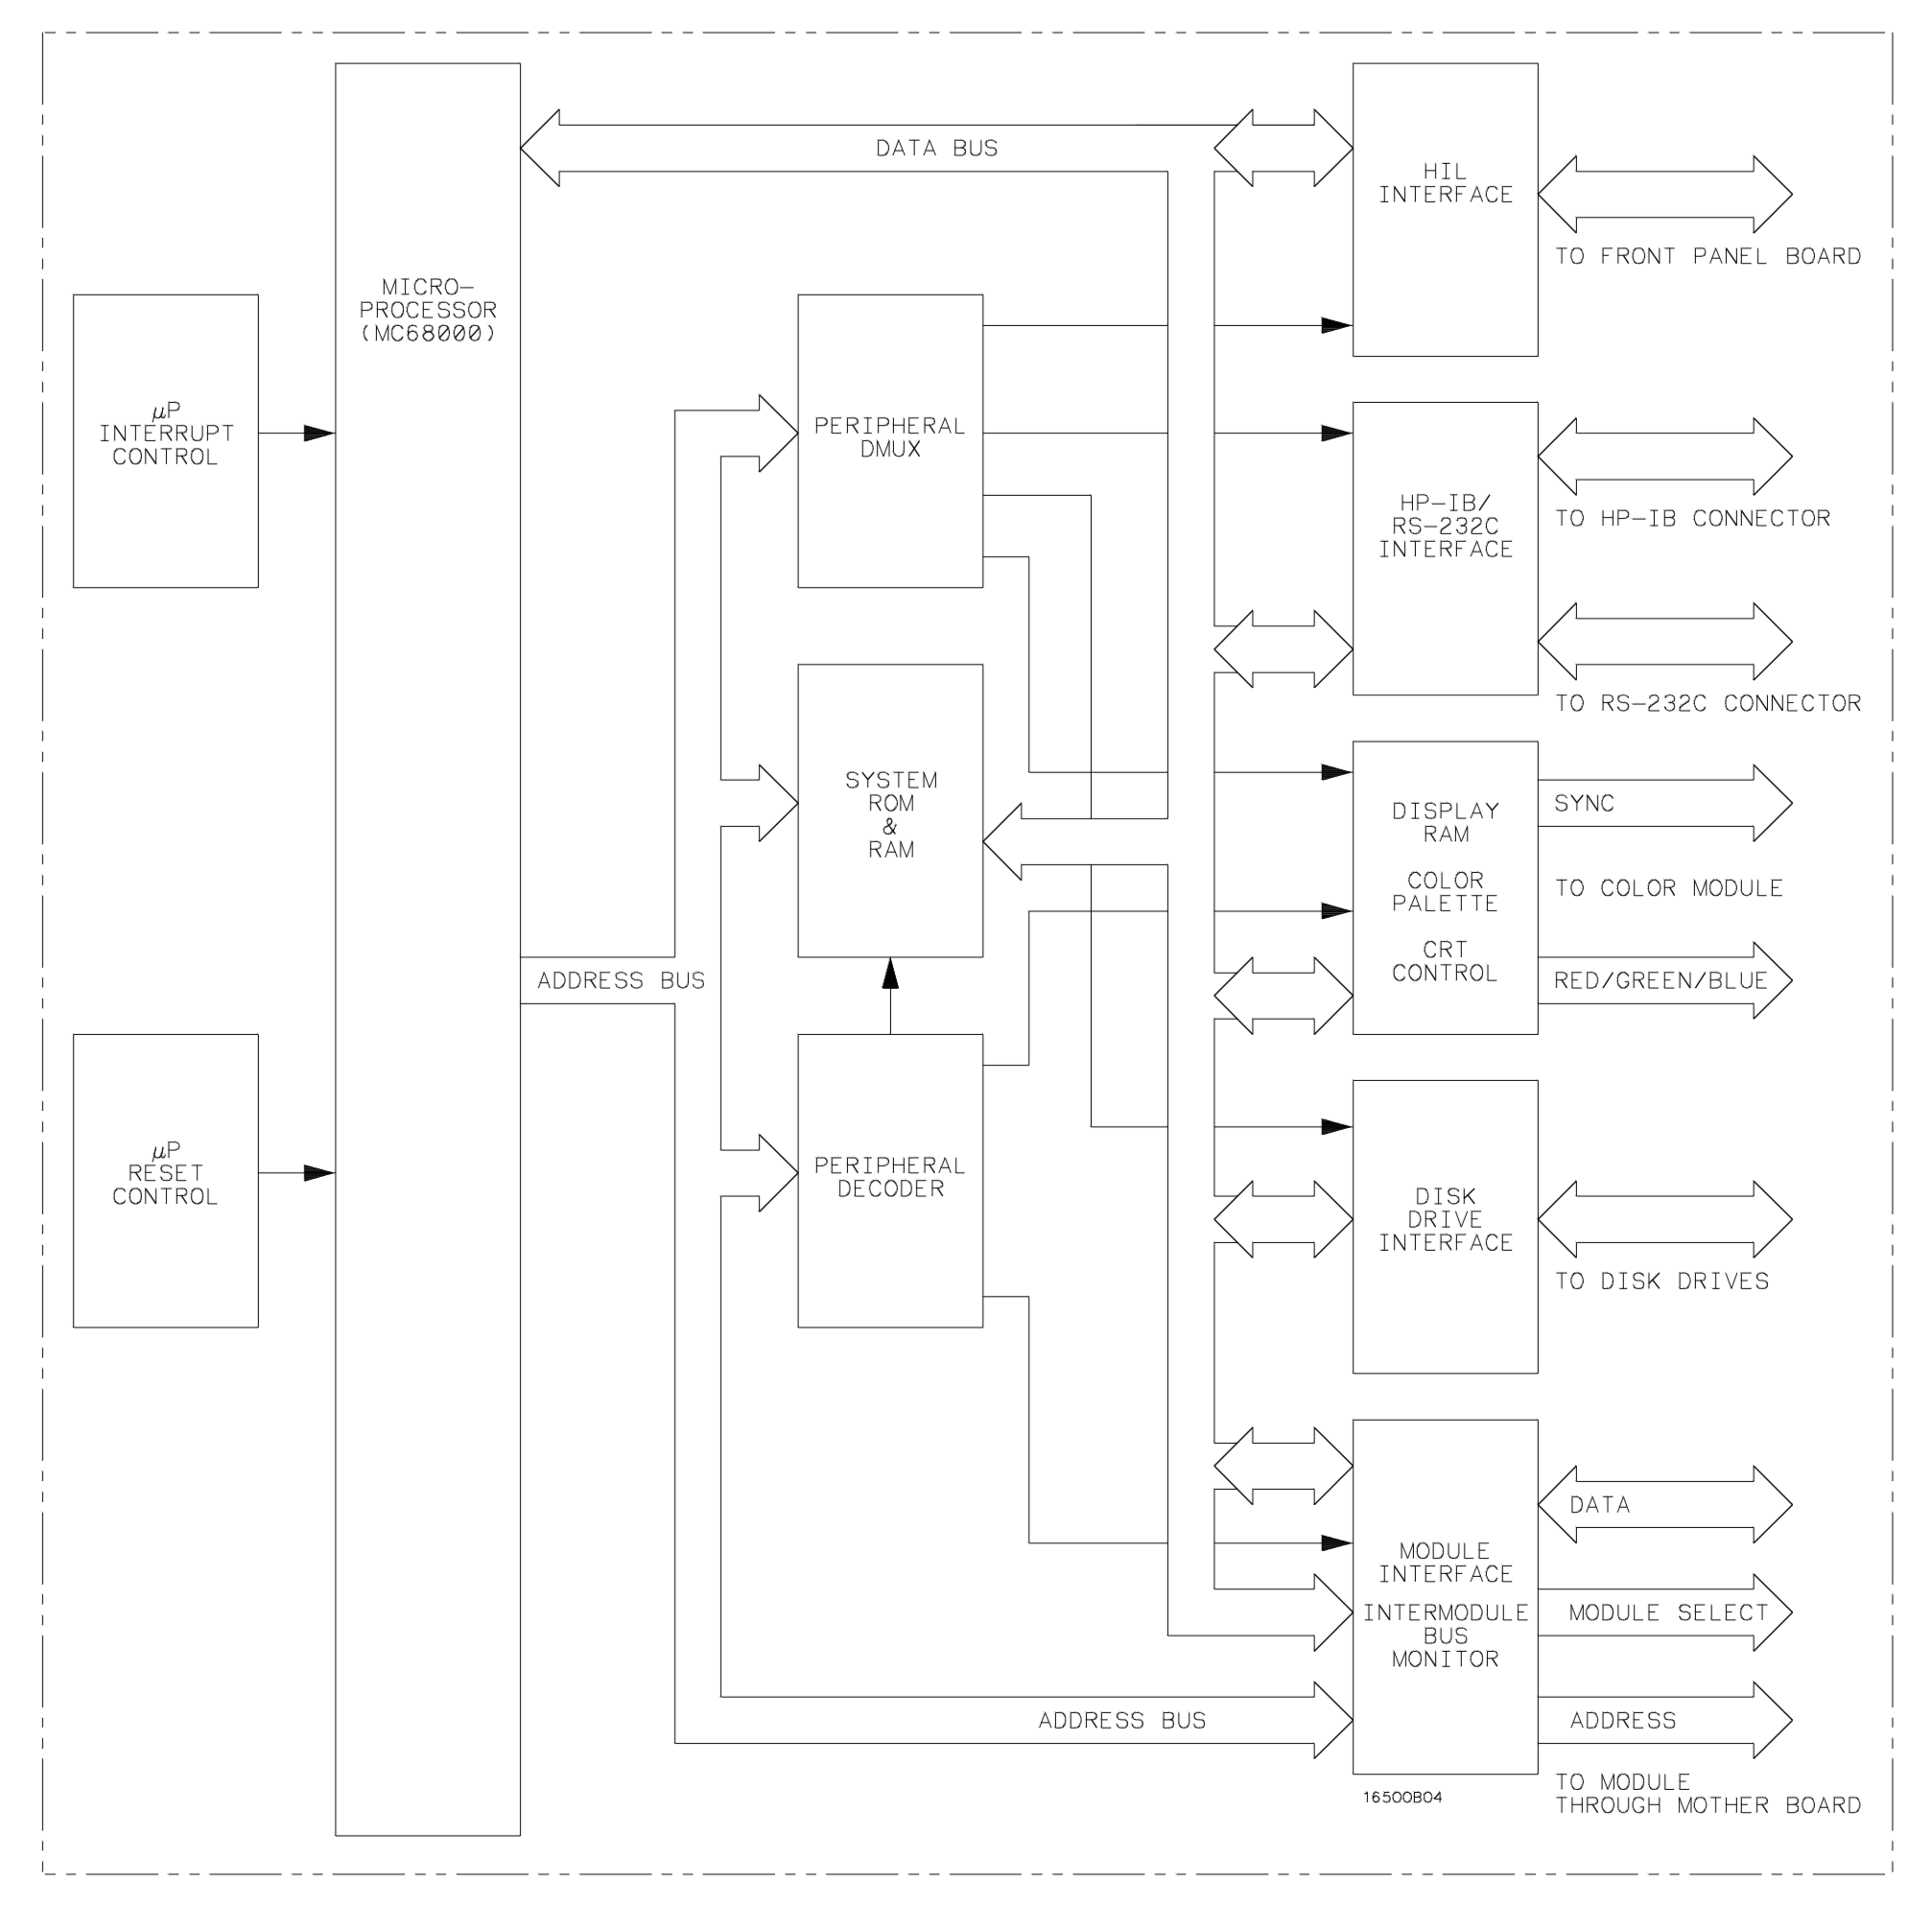 DATA BUS
HIL
INTERFACE
TO FRONT PANEL BOARD
MICRO-
PROCESSOR
(MC68000)
μP
INTERRUPT
CONTROL
PERIPHERAL
DMUX
HP-IB/
RS-232C
INTERFACE
TO HP-IB CONNECTOR
TO RS-232C CONNECTOR
SYSTEM
ROM
&
RAM
DISPLAY
RAM
COLOR
PALETTE
CRT
CONTROL
SYNC
TO COLOR MODULE
RED/GREEN/BLUE
ADDRESS BUS
μP
RESET
CONTROL
PERIPHERAL
DECODER
DISK
DRIVE
INTERFACE
TO DISK DRIVES
MODULE
INTERFACE
INTERMODULE
BUS
MONITOR
DATA
MODULE SELECT
ADDRESS BUS
ADDRESS
16500B04
TO MODULE
THROUGH MOTHER BOARD